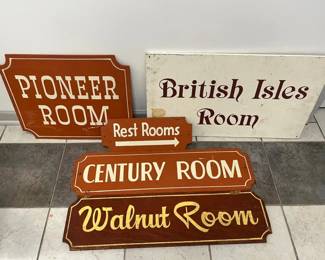 PIONEER
ROOM
British Isles
Room
Rest Rooms
CENTURY ROOM
Walnut Room